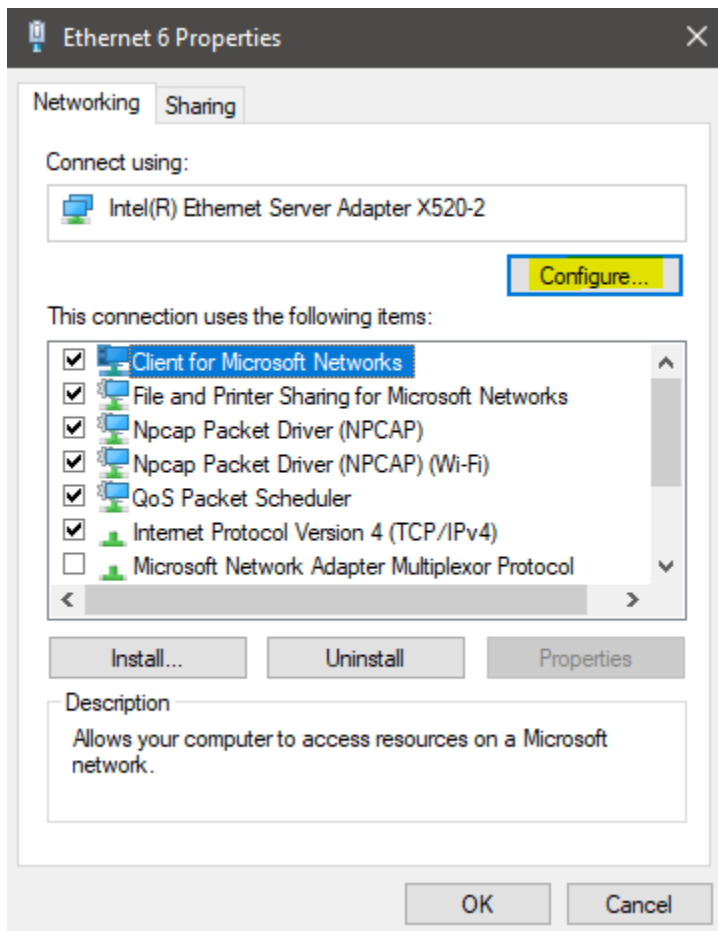 Ethernet 6 Properties
Networking
Sharing
Connect using:
Intel(R) Ethernet Server Adapter X520-2
Configure...
This connection uses the following items:
Client for Microsoft Networks
File and Printer Sharing for Microsoft Networks
Npcap Packet Driver (NPCAP)
Npcap Packet Driver (NPCAP) (Wi-Fi)
QoS Packet Scheduler
Internet Protocol Version 4 (TCP/IPv4)
Microsoft Network Adapter Multiplexor Protocol
Install...
Uninstall
Properties
Description
Allows your computer to access resources on a Microsoft
network.
OK
Cancel